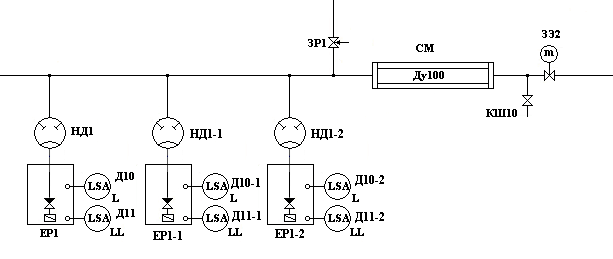 ЗР1
СМ
ЗЭ2
m
Ду100
КШ10
НД1
НД1-1
НД1-2
LSA
Д10
L
LSA
Д10-1
L
LSA
Д10-2
L
LSA
Д11
LL
LSA
Д11-1
LL
LSA
Д11-2
LL
ЕР1
ЕР1-1
ЕР1-2